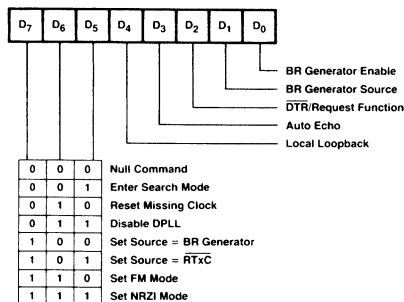 D7 D6 D5 D4 D3 D2 D1 D0
BR Generator Enable
BR Generator Source
DTR/Request Function
Auto Echo
Local Loopback
0 0 0 Null Command
0 0 1 Enter Search Mode
0 1 0 Reset Missing Clock
0 1 1 Disable DPLL
1 0 0 Set Source = BR Generator
1 0 1 Set Source = RTxC
1 1 0 Set FM Mode
1 1 1 Set NRZI Mode